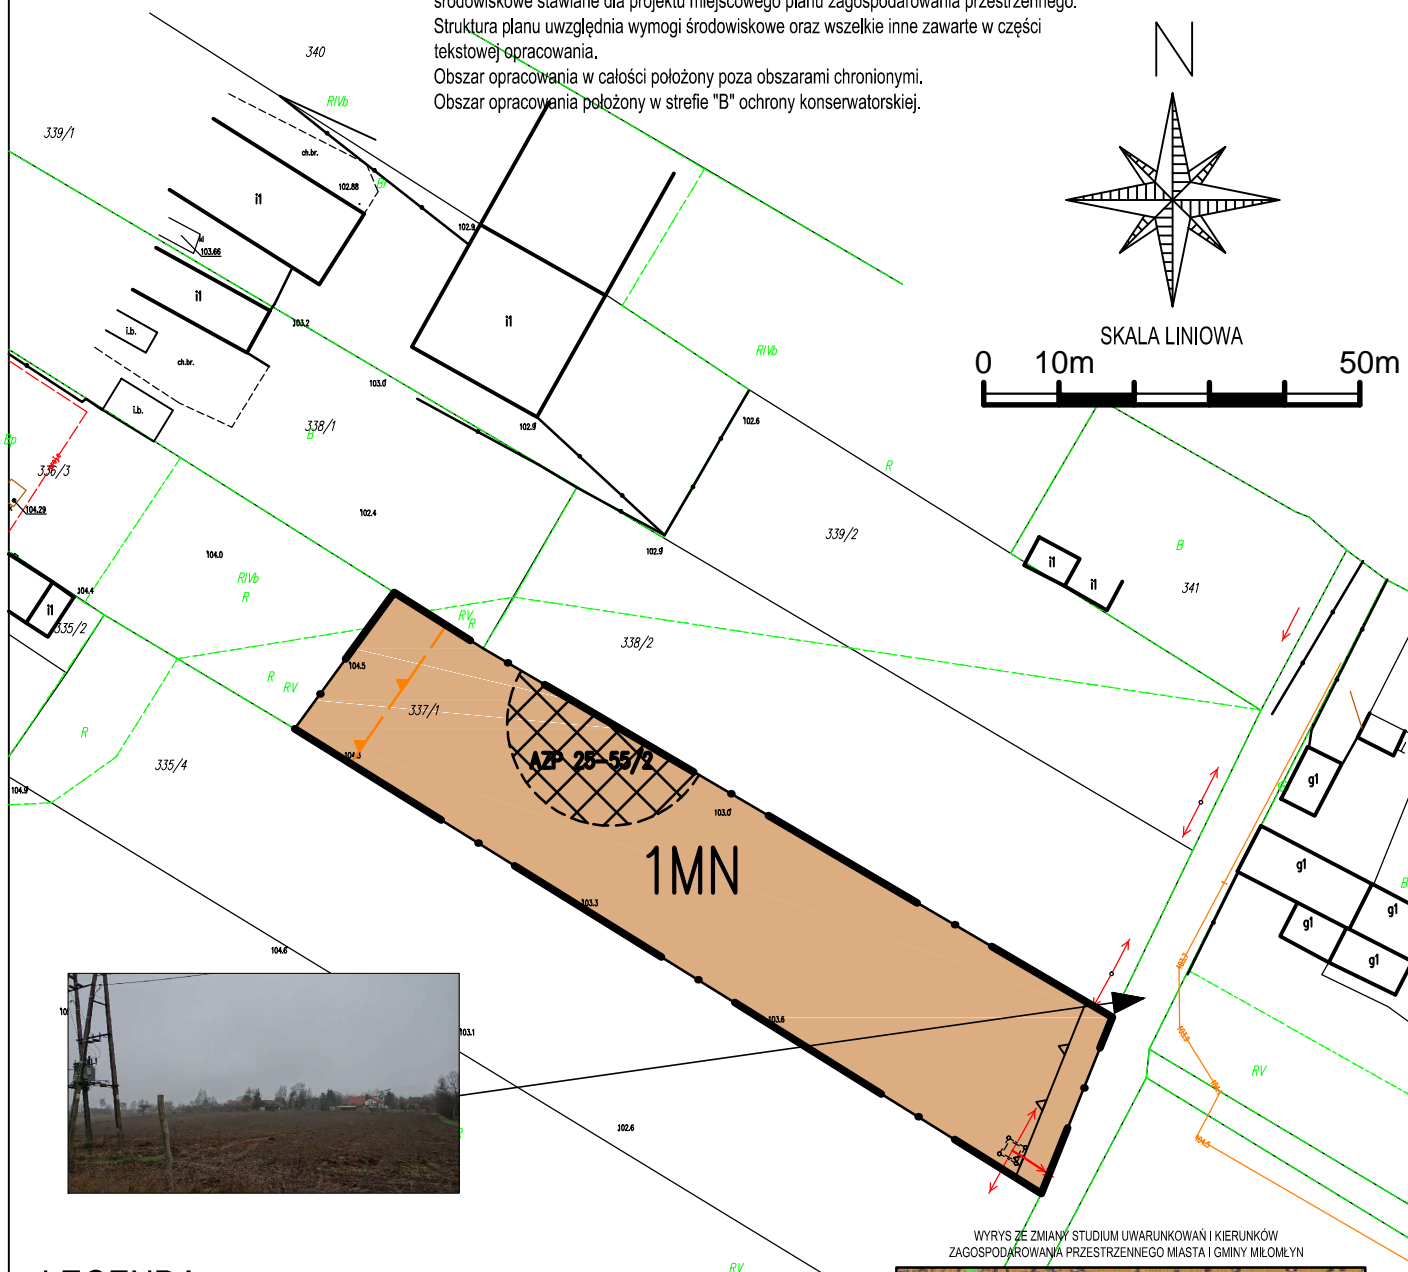 środowiskowe stawiane dla projektu miejscowego planu zagospodarowania przestrzennego.
Struktura planu uwzględnia wymogi środowiskowe oraz wszelkie inne zawarte w części
tekstowej opracowania.
Obszar opracowania w całości położony poza obszarami chronionymi.
Obszar opracowania położony w strefie "B" ochrony konserwatorskiej.
N
340
RIVb
339/1
ch.br.
102.88
i1
102.9
103.66
i1
i1
SKALA LINIOWA
0 10m 50m
103.2
i.b.
ch.br.
RIVb
103.0
i.b.
338/1
B
102.9
102.6
Bp
336/3
R
104.29
102.4
339/2
B
104.0
102.9
i1
i1
341
RIVb
R
104.4
i1
335/2
RV
R
338/2
104.5
R
RV
337/1
R
335/4
AZP 25-55/2
104.9
103.0
g1
1MN
g1
B
g1
g1
g1
103.3
104.6
103.7
103.6
103.1
103.9
RV
102.6
104.5
WYRYS ZE ZMIANY STUDIUM UWARUNKOWAŃ I KIERUNKÓW
ZAGOSPODAROWANIA PRZESTRZENNEGO MIASTA I GMINY MIŁOMŁYN
RV
LEGENDA